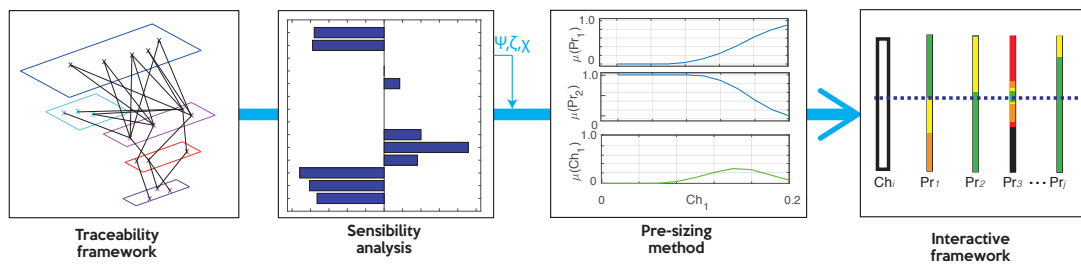 Ψ,ζ,χ
μ(Pr1)
1.0
0
μ(Pr2)
1.0
0
μ(Ch1)
1.0
0
0
Ch1
0.2
Chi
Pr1
Pr2
Pr3
...
Prj
Traceability
framework
Sensibility
analysis
Pre-sizing
method
Interactive
framework